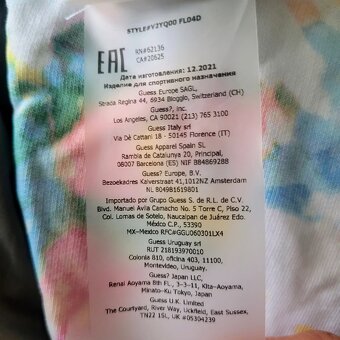 STYLE#V2YQ00 FL04D
EAC
RN#62136
CA#20625
Дата изготовления: 12.2021
Изделие для спортивного назначения
Guess Europe SAGL,
Strada Regina 44, 6934 Bioggio, Switzerland (CH)
Guess?, Inc.
Los Angeles, CA 90021 (213) 765 3100
Guess Italy srl
Via Dè Cattani 18 - 50145 Florence (IT)
Guess Apparel Spain SL
Rambla de Catalunya 20, Principal,
08007 Barcelona (ES) NIF B84869288
Guess? Europe, B.V.
Bezoekadres Kalverstraat 41,1012NZ Amsterdam
NL 804981619B01
Importado por Grupo Guess S. de R.L. de C.V
Blvd. Manuel Ávila Camacho No. 5 Torre C, Piso 22,
Col. Lomas de Sotelo, Naucalpan de Juárez Edo.
México C.P. 53390
MX-Mexico RFC#GGU060301LX4
Guess Uruguay srl
RUT 218193970010
Colonia 810, oficina 403, 11100,
Montevideo, Uruguay.
Guess? Japan LLC,
Renai Aoyama 8th FL., 3-3-11, Kita-Aoyama,
Minato-Ku Tokyo, Japan
Guess U.K. Limited
The Courtyard, River Way, Uckfield, East Sussex,
TN22 1SL, UK #05304239